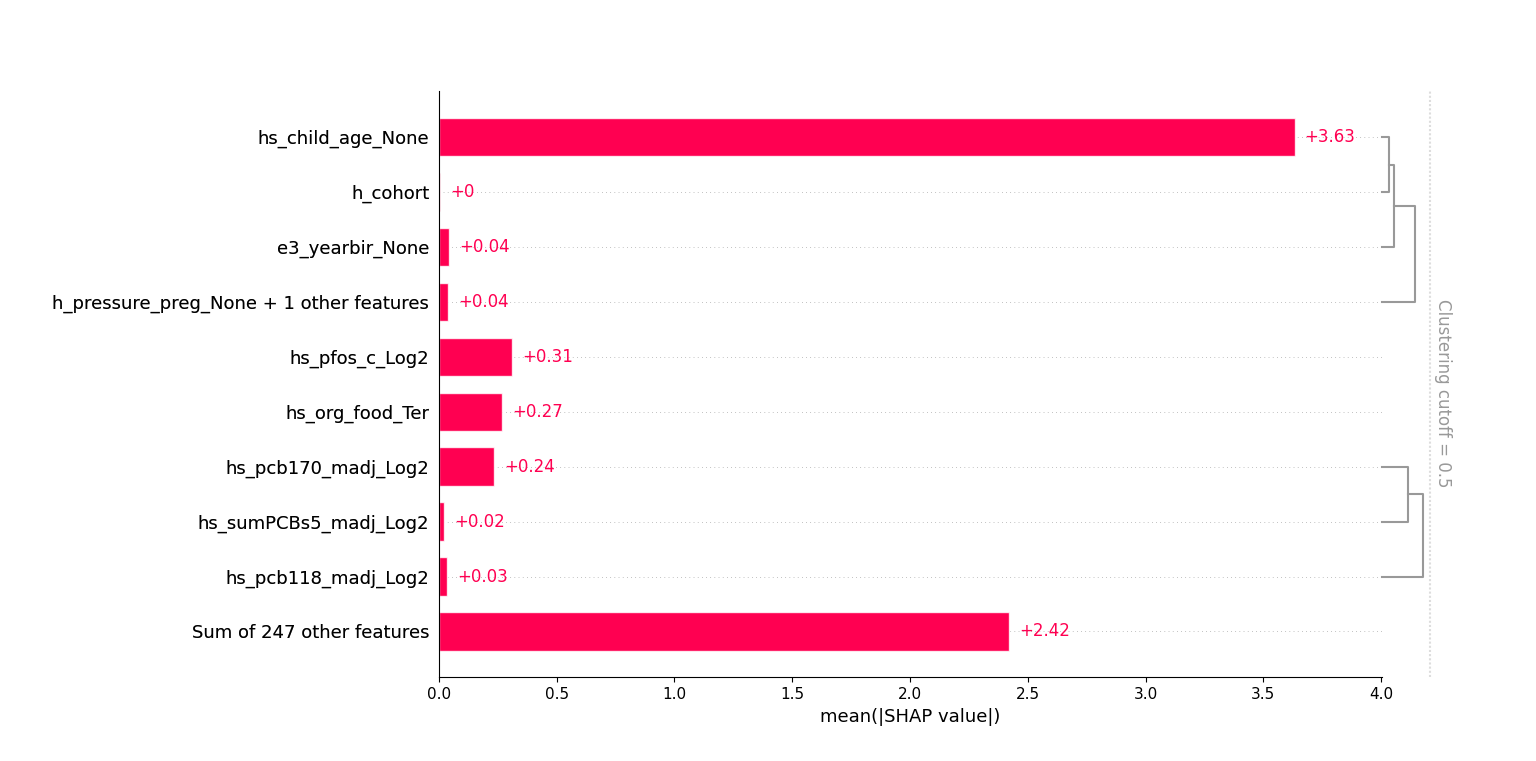 hs_child_age_None +3.63
h_cohort +0
e3_yearbir_None +0.04
h_pressure_preg_None + 1 other features +0.04
hs_pfos_c_Log2 +0.31
hs_org_food_Ter +0.27
hs_pcb170_madj_Log2 +0.24
hs_sumPCBs5_madj_Log2 +0.02
hs_pcb118_madj_Log2 +0.03
Sum of 247 other features +2.42
0.0 0.5 1.0 1.5 2.0 2.5 3.0 3.5 4.0
mean(|SHAP value|)
Clustering cutoff = 0.5